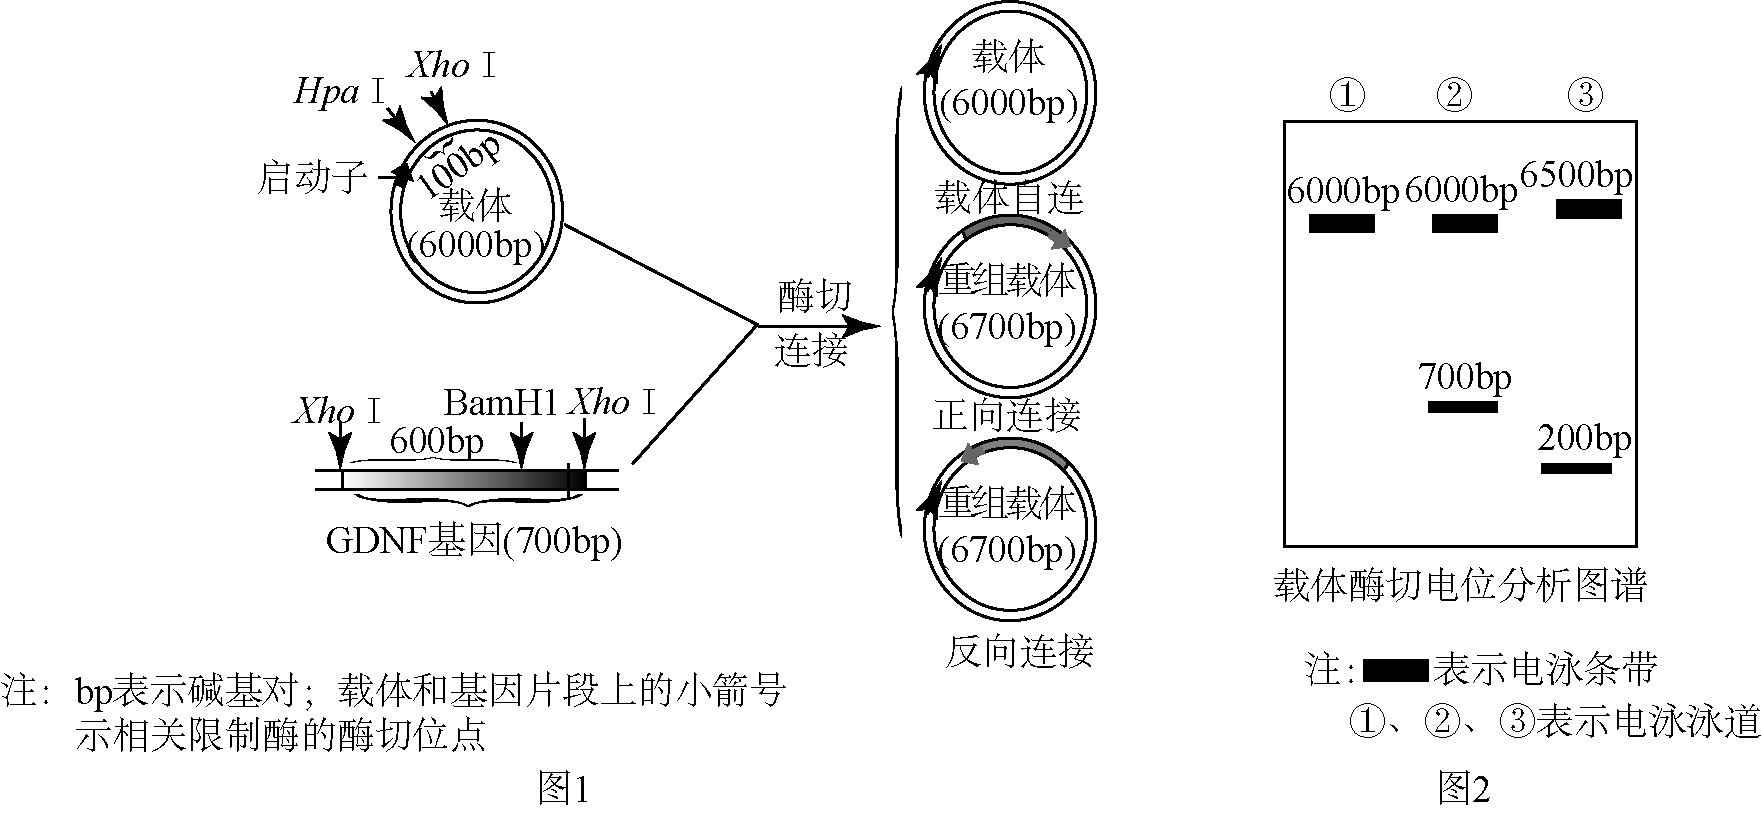 Xho Ⅰ
Hpa Ⅰ
启动子
100bp
载体
(6000bp)
Xho Ⅰ
BamH1
Xho Ⅰ
600bp
GDNF基因(700bp)
酶切
连接
载体
(6000bp)
载体自连
重组载体
(6700bp)
正向连接
重组载体
(6700bp)
反向连接
注: bp表示碱基对；载体和基因片段上的小箭号
示相关限制酶的酶切位点
图1
① ② ③
6000bp 6000bp 6500bp
700bp
200bp
载体酶切电位分析图谱
注: 表示电泳条带
①、②、③表示电泳泳道
图2